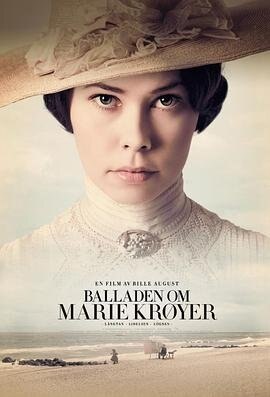 EN FILM AV BILLE AUGUST
BALLADEN OM
MARIE KRØYER
LÄNGTAN · LIDELSEN · LÖGNEN